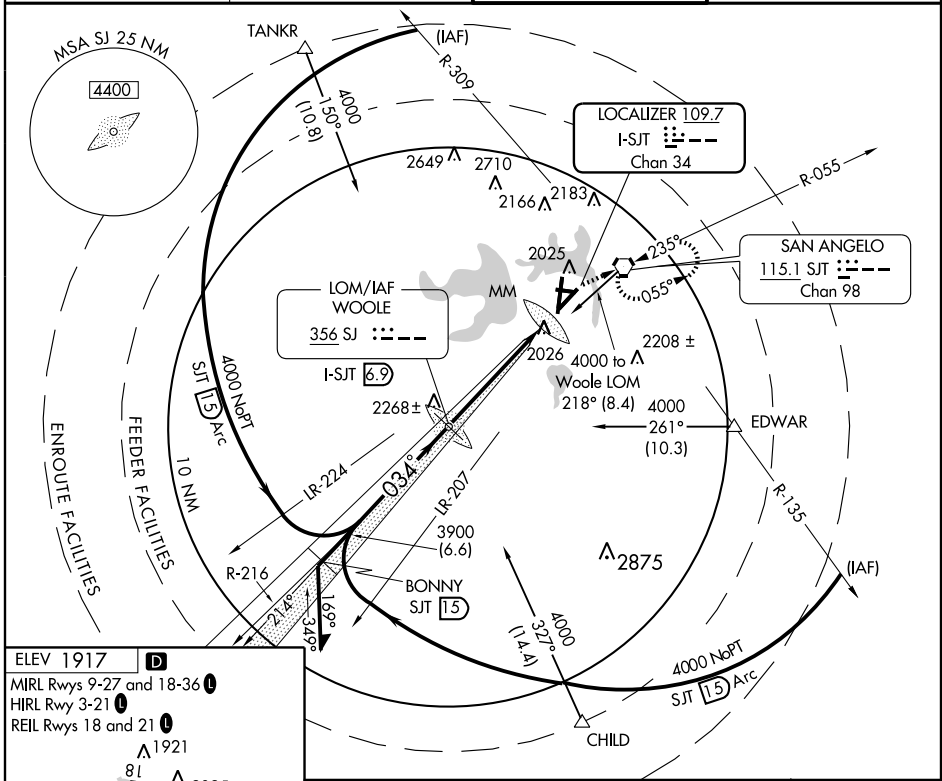 MSA SJ 25 NM
4400
TANKR
4000
150°
(10.8)
(IAF)
R-309
LOCALIZER 109.7
I-SJT
Chan 34
2649
2710
2166
2183
R-055
2025
235°
055°
SAN ANGELO
115.1 SJT
Chan 98
MM
LOM/IAF
WOOLE
356 SJ
I-SJT 6.9
2026
2208 ±
4000 to
Woole LOM
218° (8.4)
2268 ±
4000
261°
(10.3)
EDWAR
4000 NoPT
SJT 15 Arc
ENROUTE FACILITIES
FEEDER FACILITIES
10 NM
LR-224
034°
LR-207
R-135
3900
(6.6)
2875
(IAF)
R-216
BONNY
SJT 15
214°
349°
169°
4000
327°
(14.4)
4000 NoPT
SJT 15 Arc
CHILD
ELEV 1917
D
MIRL Rwys 9-27 and 18-36 L
HIRL Rwy 3-21 L
REIL Rwys 18 and 21 L
1921
18